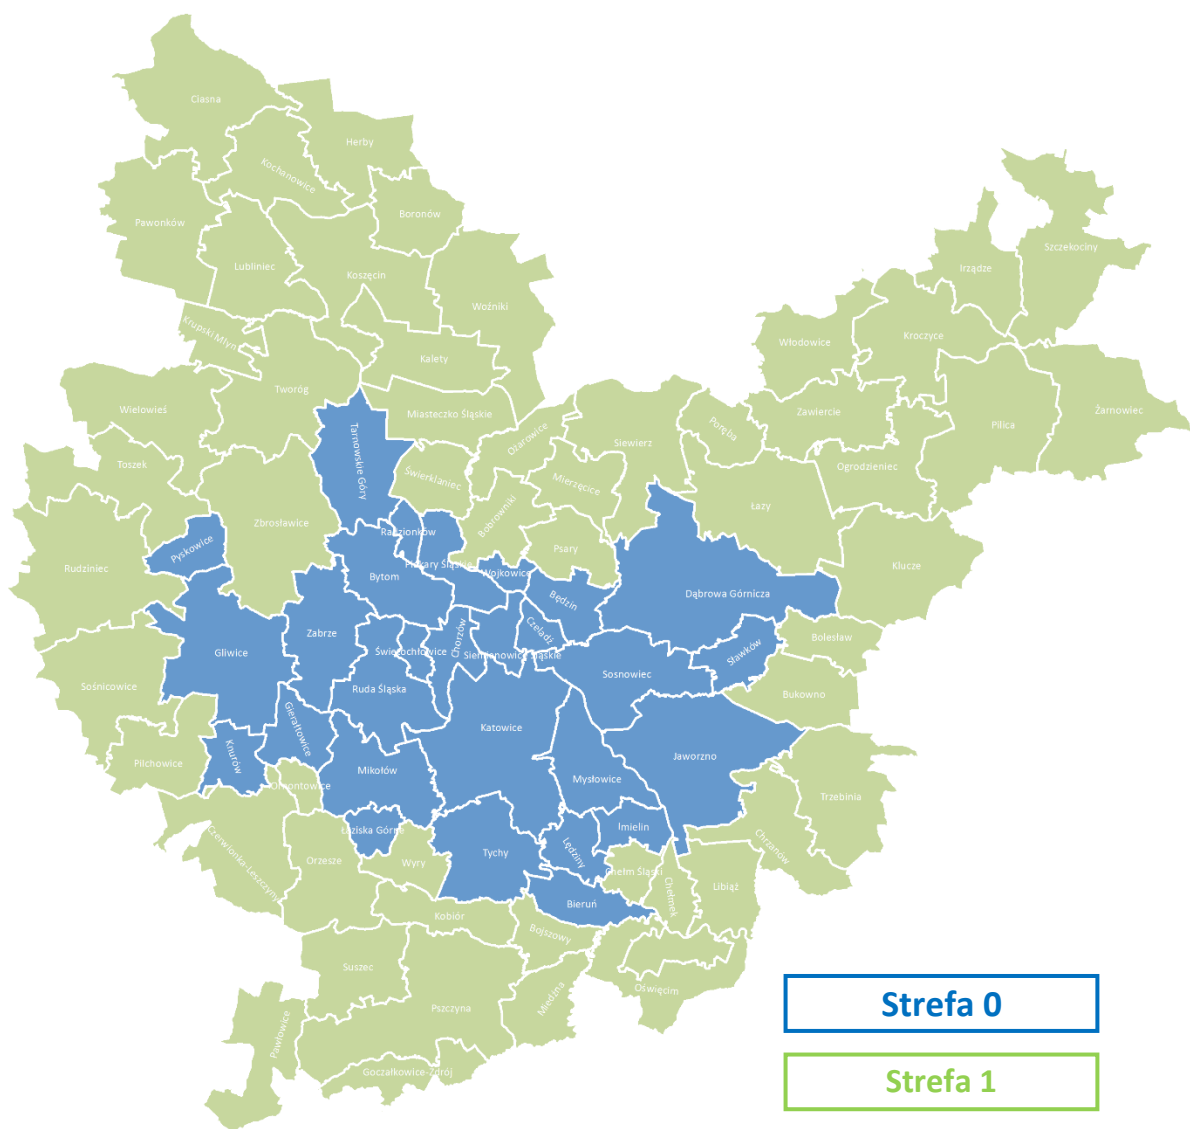 Ciasna
Herby
Kochanowice
Boronów
Pawonków
Szczekociny
Lubliniec
Irządze
Koszęcin
Woźniki
Krupski Młyn
Kroczyce
Włodowice
Kalety
Tworóg
Wielowieś
Miasteczko Śląskie
Zawiercie
Żarnowiec
Pilica
Poręba
Ożarowice
Siewierz
Tarnowskie Góry
Toszek
Ogrodzieniec
Świerklaniec
Mierzęcice
Łazy
Bobrowniki
Zbrosławice
Radzionków
Pyskowice
Psary
Rudziniec
Piekary Śląskie
Klucze
Wojkowice
Bytom
Będzin
Dąbrowa Górnicza
Zabrze
Czeladź
Chorzów
Bolesław
Gliwice
Świętochłowice
Siemianowice Śląskie
Sławków
Sosnowiec
Sośnicowice
Ruda Śląska
Bukowno
Gierałtowice
Katowice
Knurów
Jaworzno
Pilchowice
Mikołów
Mysłowice
Ornontowice
Trzebinia
Łaziska Górne
Imielin
Chrzanów
Czerwionka-Leszczyny
Orzesze
Wyry
Tychy
Lędziny
Chełm Śląski
Libiąż
Chełmek
Bieruń
Kobiór
Bojszowy
Suszec
Miedźna
Oświęcim
Pszczyna
Pawłowice
Goczałkowice-Zdrój
Strefa 0
Strefa 1